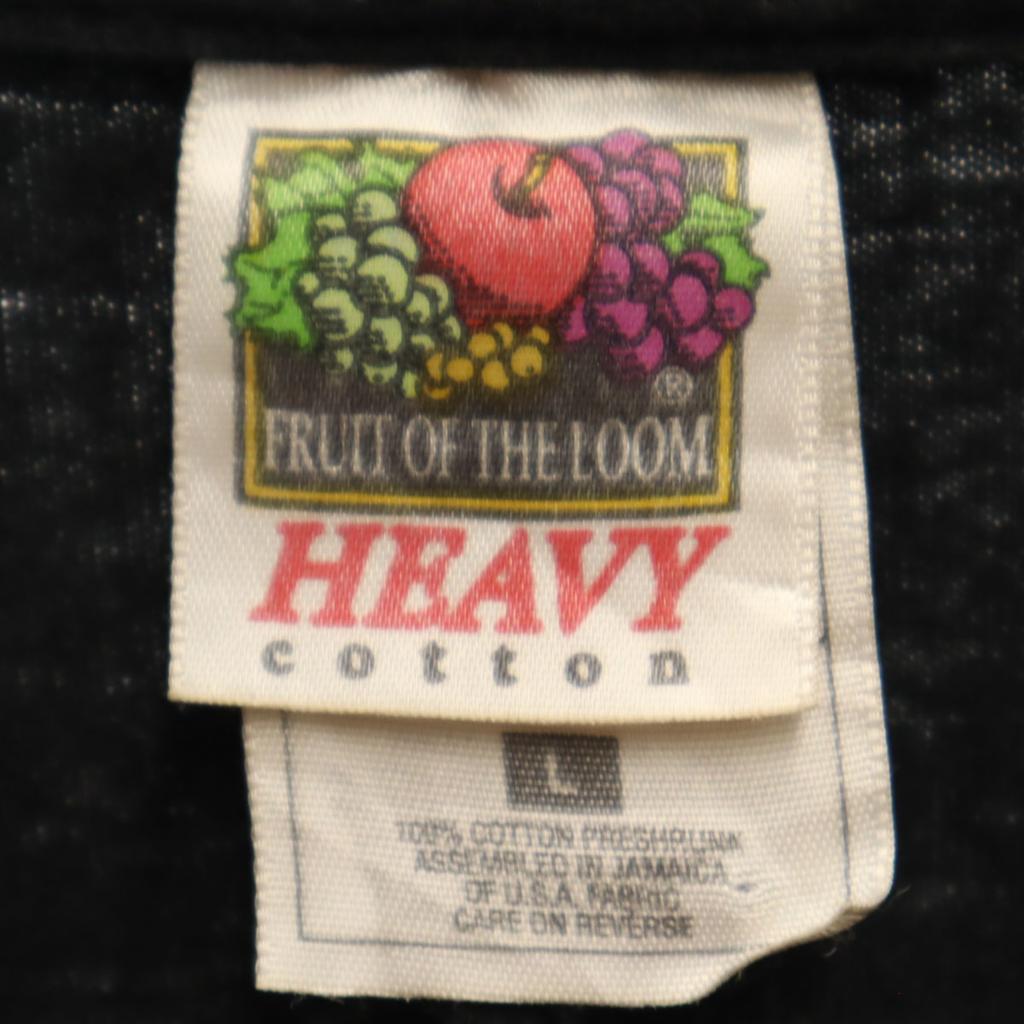 ®
FRUIT OF THE LOOM
HEAVY
cotton
L
100% COTTON PRESHRUNK
ASSEMBLED IN JAMAICA
OF U.S.A. FABRIC
CARE ON REVERSE